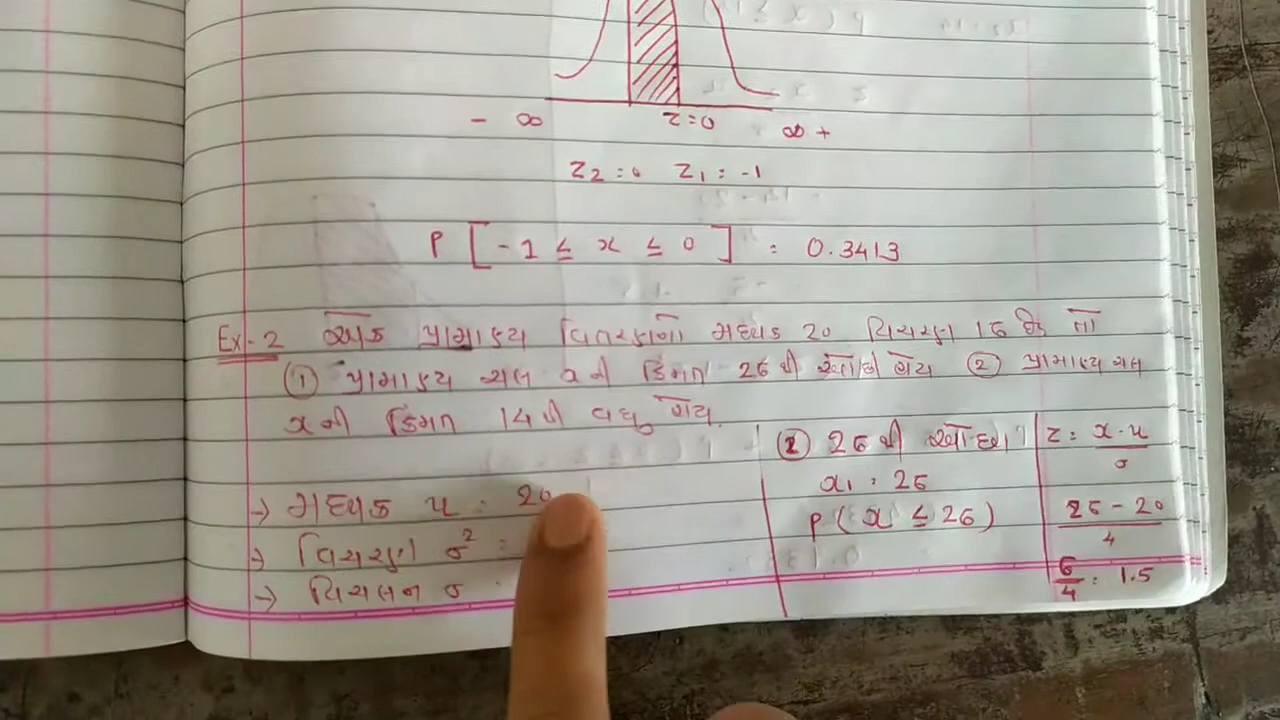 - ∞ z=0 ∞ +
z₂ = 0 z₁ = -1
P [ -1 ≤ x ≤ 0 ] = 0.3413
Ex-2 એક પ્રામાણ્ય વિતરણનો મધ્યક 20 વિચરણ 16 છે તો
① પ્રામાણ્ય ચલ x ની કિંમત 26 થી ઓછી હોય ② પ્રામાણ્ય ચલ
x ની કિંમત 14 થી વધુ હોય
→ મધ્યક μ = 20
→ વિચરણ σ² =
→ વિચલન σ
26 થી ઓછી
x₁ = 26
P ( x ≤ 26 )
z = x - μ
σ
26 - 20
4
6
4 = 1.5